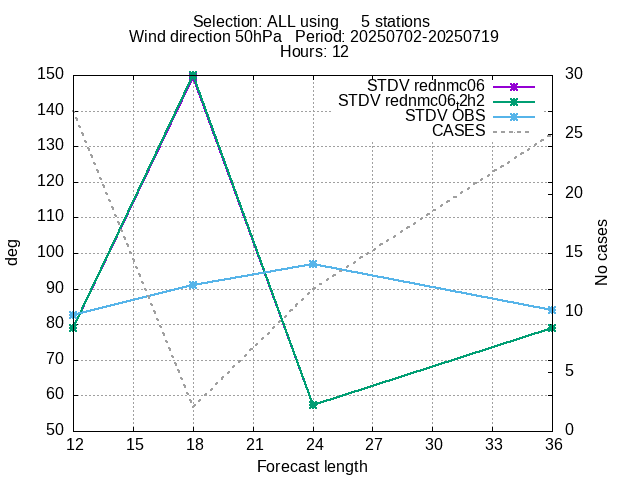 Selection: ALL using     5 stations
Wind direction 50hPa   Period: 20250702-20250719
Hours: 12
STDV rednmc06
STDV rednmc06,2h2
STDV OBS
CASES
150
140
130
120
110
100
90
80
70
60
50
30
25
20
15
10
5
0
deg
No cases
12 15 18 21 24 27 30 33 36
Forecast length